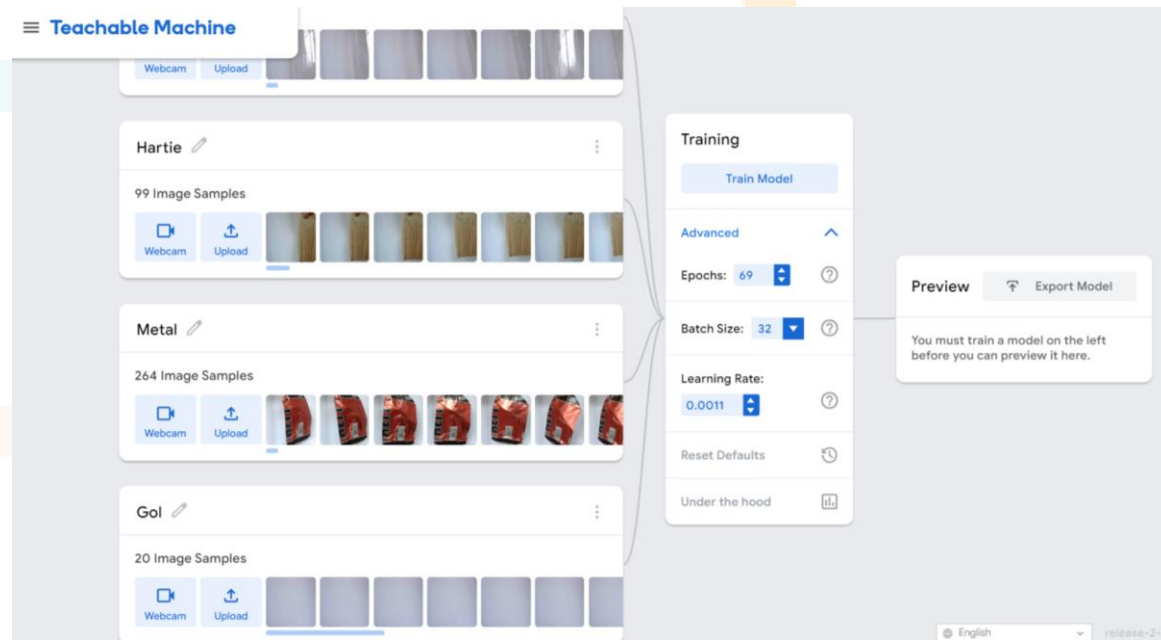 Teachable Machine
Webcam
Upload
Hartie
99 Image Samples
Webcam
Upload
Metal
264 Image Samples
Webcam
Upload
Gol
20 Image Samples
Webcam
Upload
Training
Train Model
Advanced
Epochs: 69
Batch Size: 32
Learning Rate:
0.0011
Reset Defaults
Under the hood
Preview
Export Model
You must train a model on the left
before you can preview it here.
English